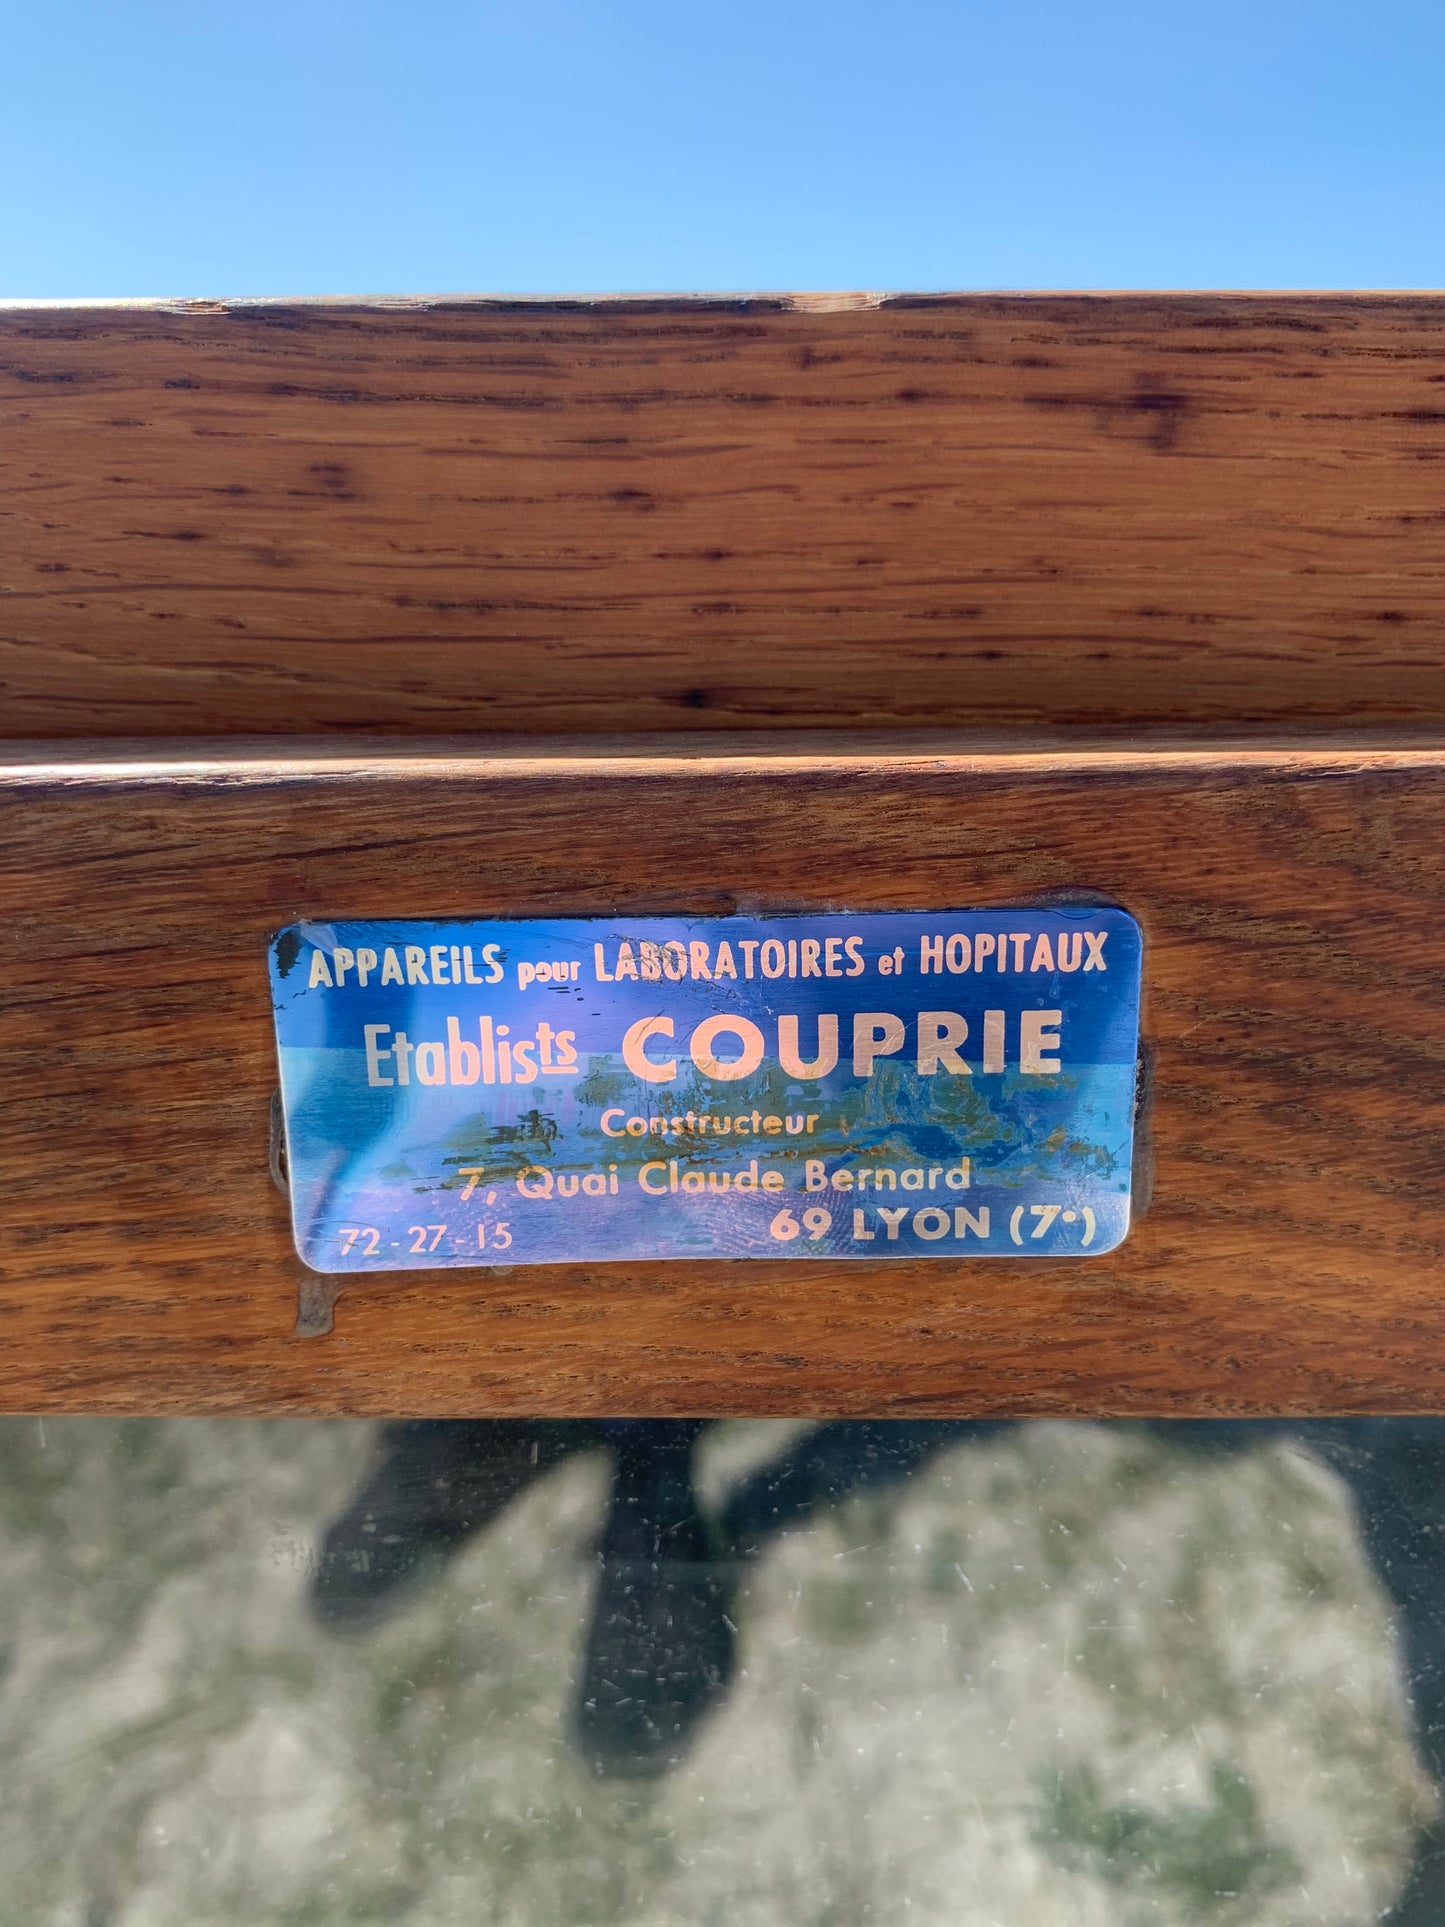 APPAREILS pour LABORATOIRES et HOPITAUX
Etablists COUPRIE
Constructeur
7, Quai Claude Bernard
72-27-15 69 LYON (7e)